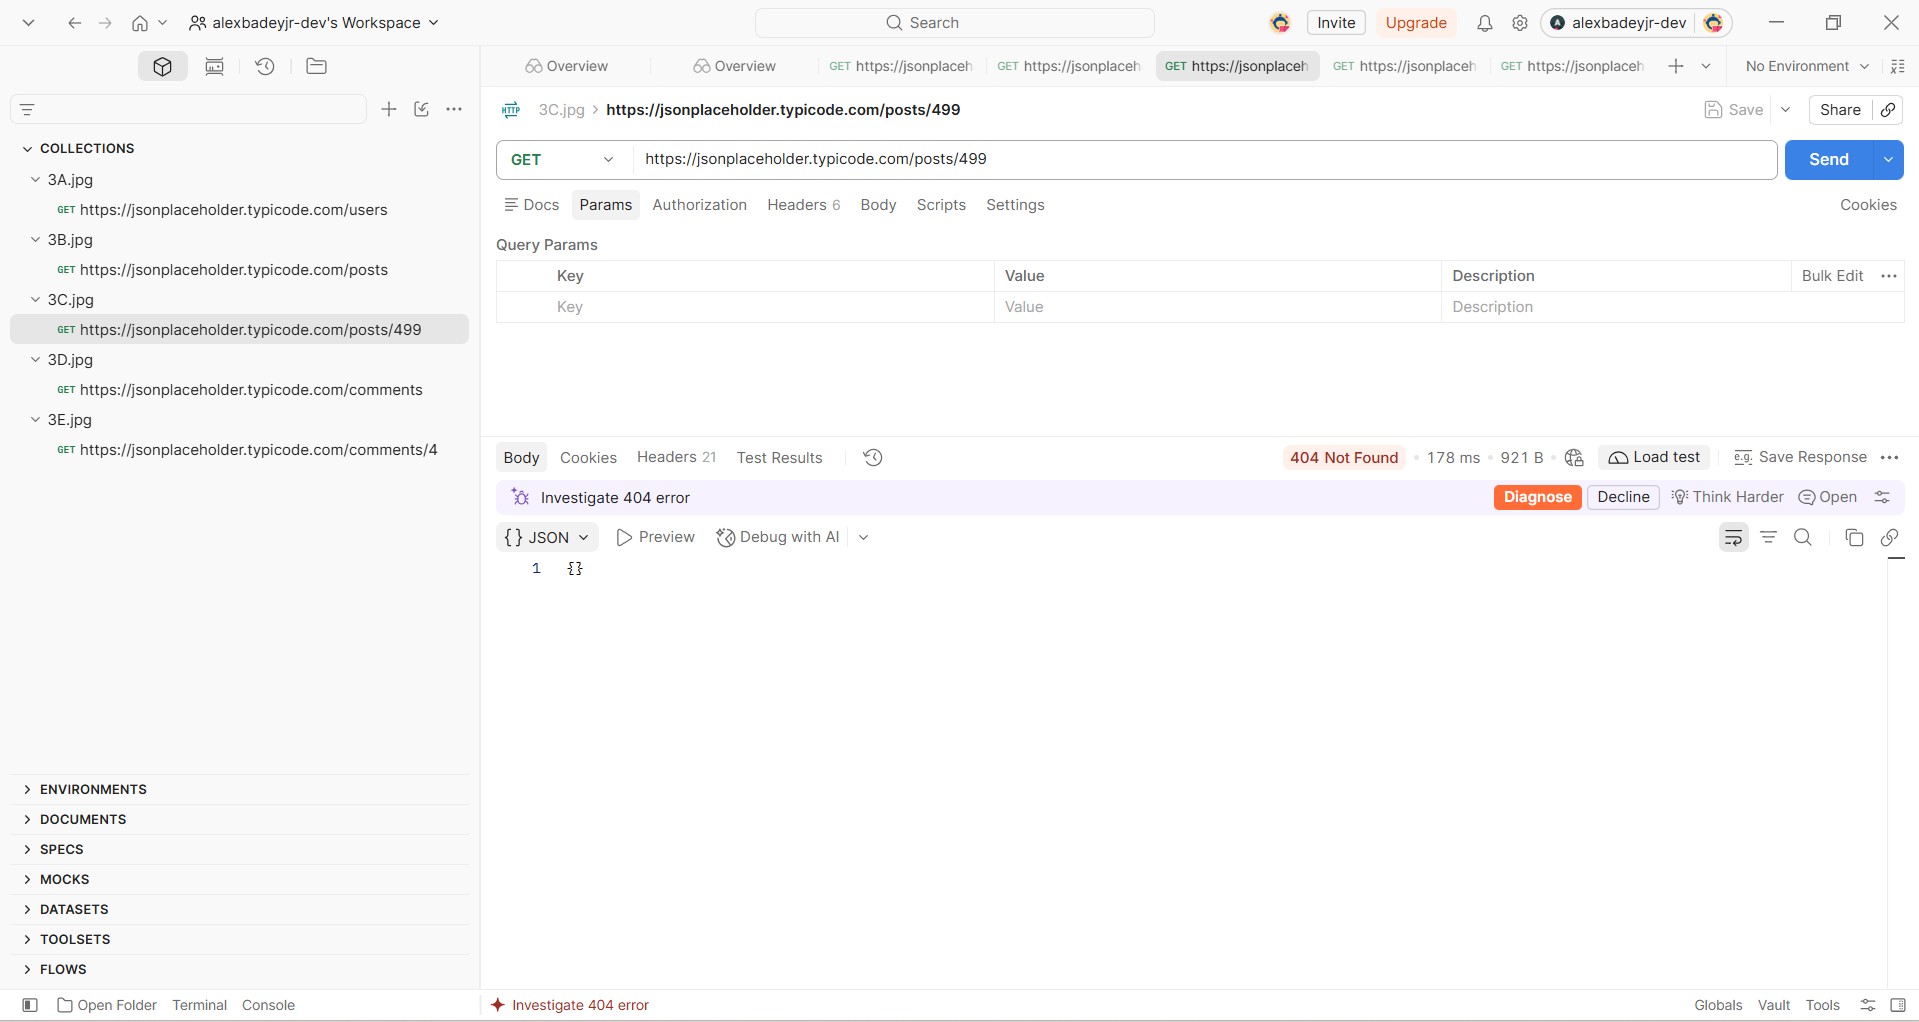 alexbadeyjr-dev's Workspace
Search
Invite
Upgrade
A alexbadeyjr-dev
Overview
Overview
GET https://jsonplaceh
GET https://jsonplaceh
GET https://jsonplaceh
GET https://jsonplaceh
GET https://jsonplaceh
No Environment
COLLECTIONS
3A.jpg
GET https://jsonplaceholder.typicode.com/users
3B.jpg
GET https://jsonplaceholder.typicode.com/posts
3C.jpg
GET https://jsonplaceholder.typicode.com/posts/499
3D.jpg
GET https://jsonplaceholder.typicode.com/comments
3E.jpg
GET https://jsonplaceholder.typicode.com/comments/4
ENVIRONMENTS
DOCUMENTS
SPECS
MOCKS
DATASETS
TOOLSETS
FLOWS
HTTP 3C.jpg > https://jsonplaceholder.typicode.com/posts/499
Save
Share
GET https://jsonplaceholder.typicode.com/posts/499
Send
Docs Params Authorization Headers 6 Body Scripts Settings Cookies
Query Params
Key Value Description Bulk Edit
Key Value Description
Body Cookies Headers 21 Test Results
404 Not Found • 178 ms • 921 B
Load test
e.g. Save Response
Investigate 404 error
Diagnose Decline Think Harder Open
{} JSON Preview Debug with AI
1 {}
Open Folder Terminal Console
Investigate 404 error
Globals Vault Tools